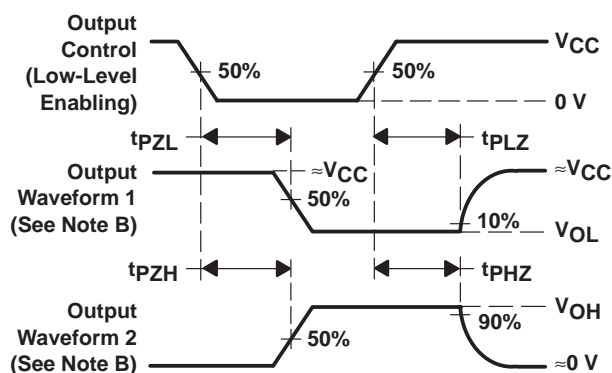 Output
Control
(Low-Level
Enabling)
50%
50%
VCC
0 V
tPZL
tPLZ
Output
Waveform 1
(See Note B)
≈VCC
50%
≈VCC
10%
VOL
tPZH
tPHZ
Output
Waveform 2
(See Note B)
50%
VOH
90%
≈0 V